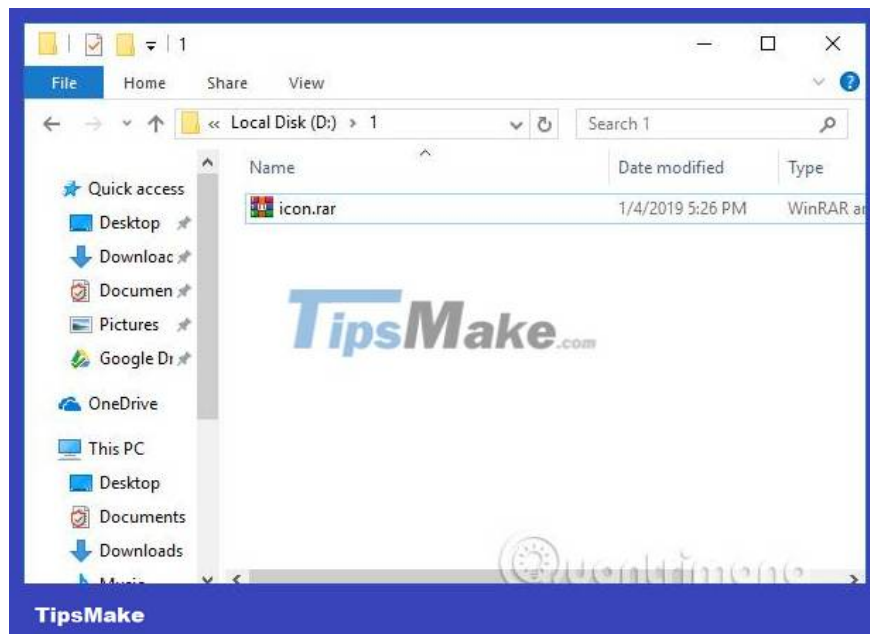 1
File Home Share View
« Local Disk (D:) › 1
Search 1
Name Date modified Type
Quick access
Desktop
Downloac
Documen
Pictures
Google Dr
OneDrive
This PC
Desktop
Documents
Downloads
Music
icon.rar 1/4/2019 5:26 PM WinRAR ar
TipsMake.com
Quantrimang
TipsMake